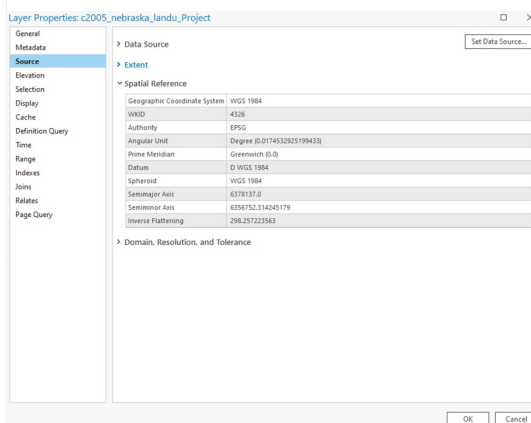 Layer Properties: c2005_nebraska_landu_Project
General
Metadata
Source
Elevation
Selection
Display
Cache
Definition Query
Time
Range
Indexes
Joins
Relates
Page Query
Data Source
Set Data Source...
Extent
Spatial Reference
Geographic Coordinate System WGS 1984
WKID 4326
Authority EPSG
Angular Unit Degree (0.0174532925199433)
Prime Meridian Greenwich (0.0)
Datum D WGS 1984
Spheroid WGS 1984
Semimajor Axis 6378137.0
Semiminor Axis 6356752.314245179
Inverse Flattening 298.257223563
Domain, Resolution, and Tolerance
OK Cancel